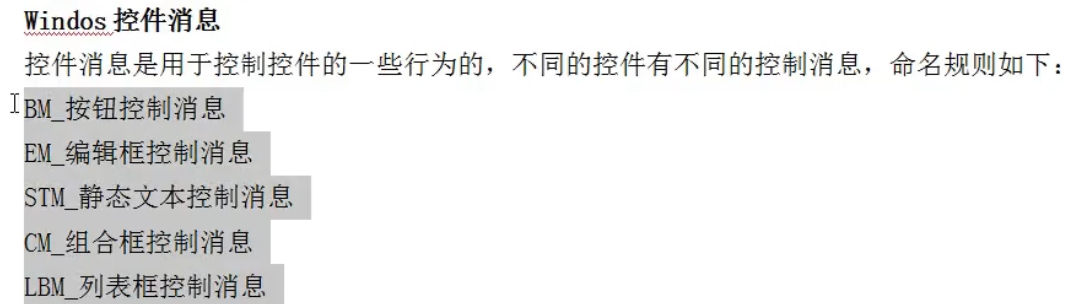 Windos 控件消息
控件消息是用于控制控件的一些行为的，不同的控件有不同的控制消息，命名规则如下：
BM_按钮控制消息
EM_编辑框控制消息
STM_静态文本控制消息
CM_组合框控制消息
LBM_列表框控制消息